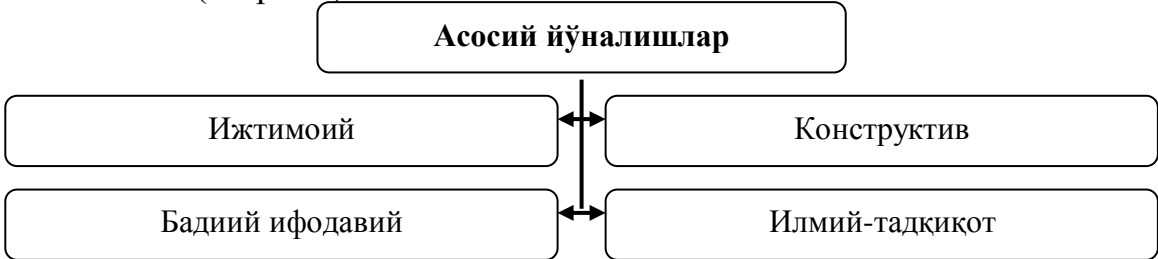 Асосий йўналишлар
Ижтимоий
Конструктив
Бадиий ифодавий
Илмий-тадқиқот